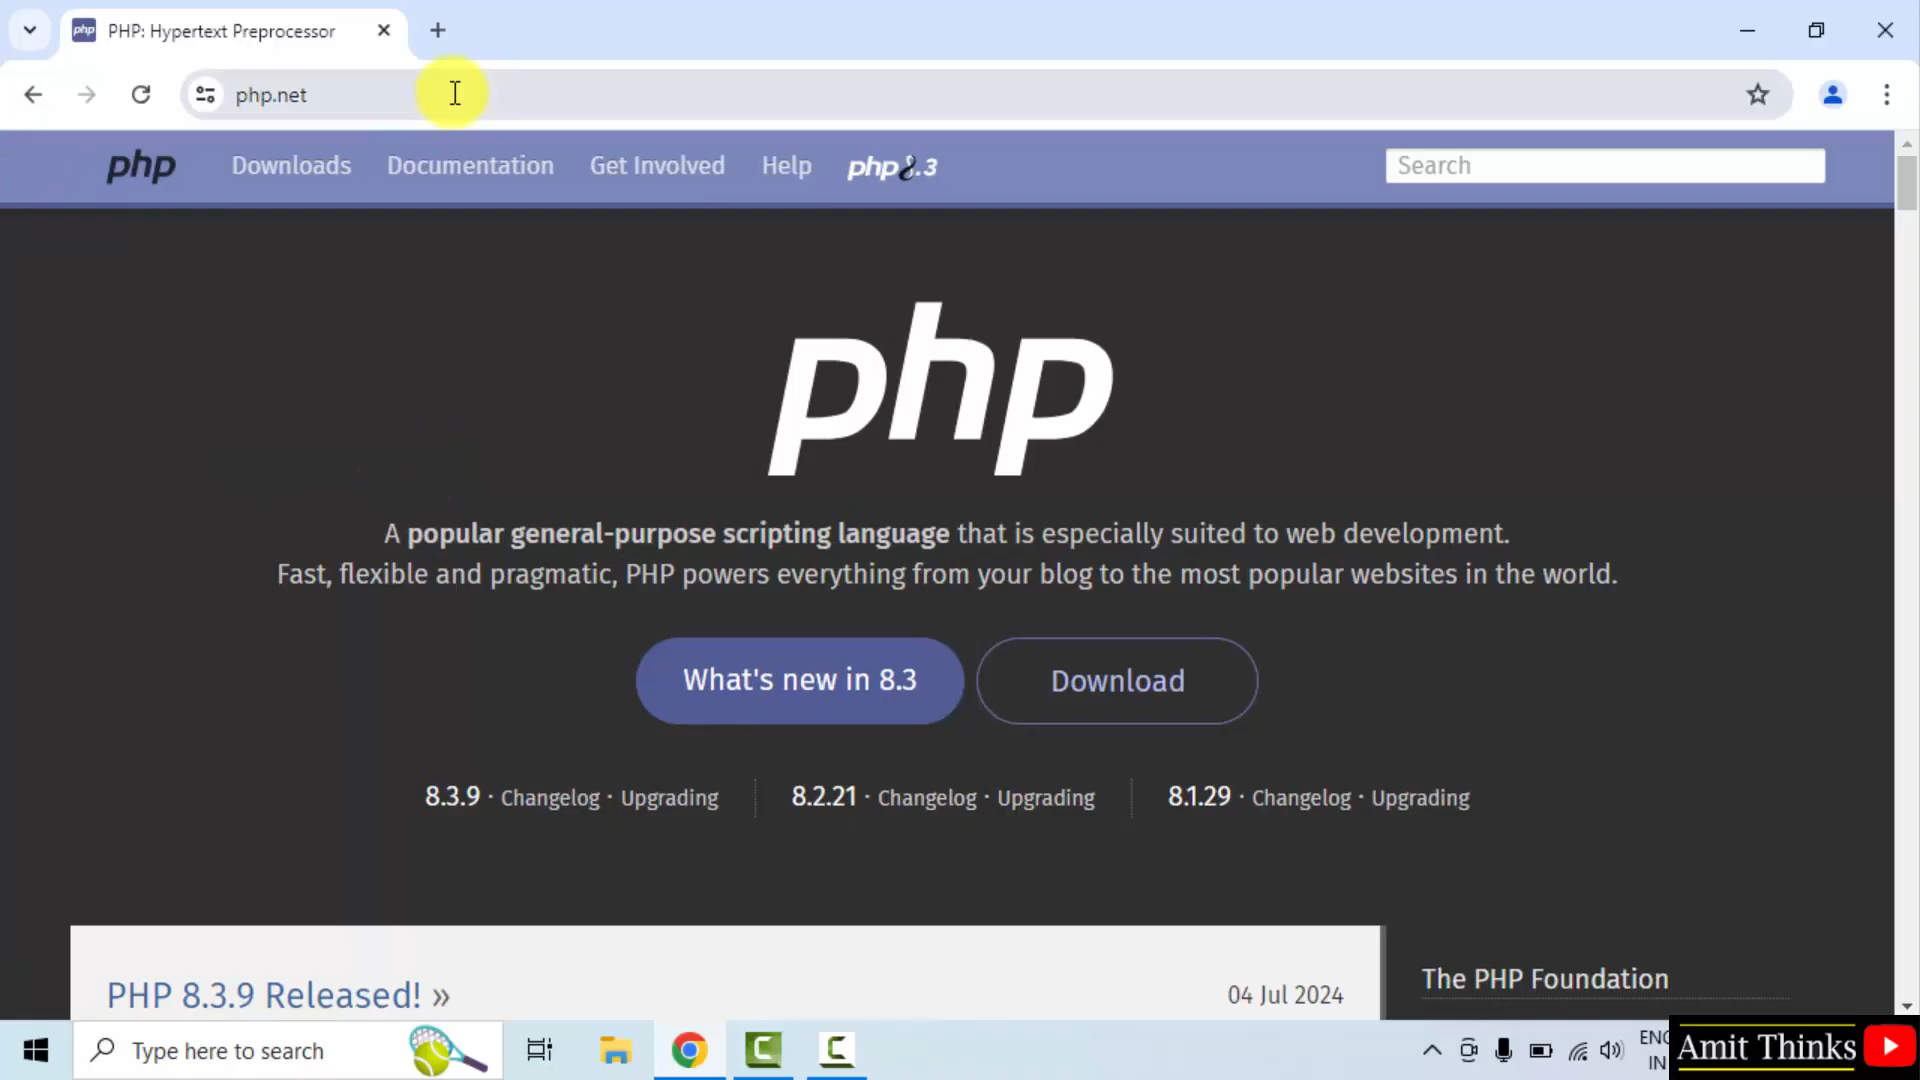 php PHP: Hypertext Preprocessor
php.net
php Downloads Documentation Get Involved Help php8.3 Search
php
A popular general-purpose scripting language that is especially suited to web development.
Fast, flexible and pragmatic, PHP powers everything from your blog to the most popular websites in the world.
What's new in 8.3 Download
8.3.9 · Changelog · Upgrading 8.2.21 · Changelog · Upgrading 8.1.29 · Changelog · Upgrading
PHP 8.3.9 Released! » 04 Jul 2024 The PHP Foundation
Type here to search
ENG
IN
Amit Thinks